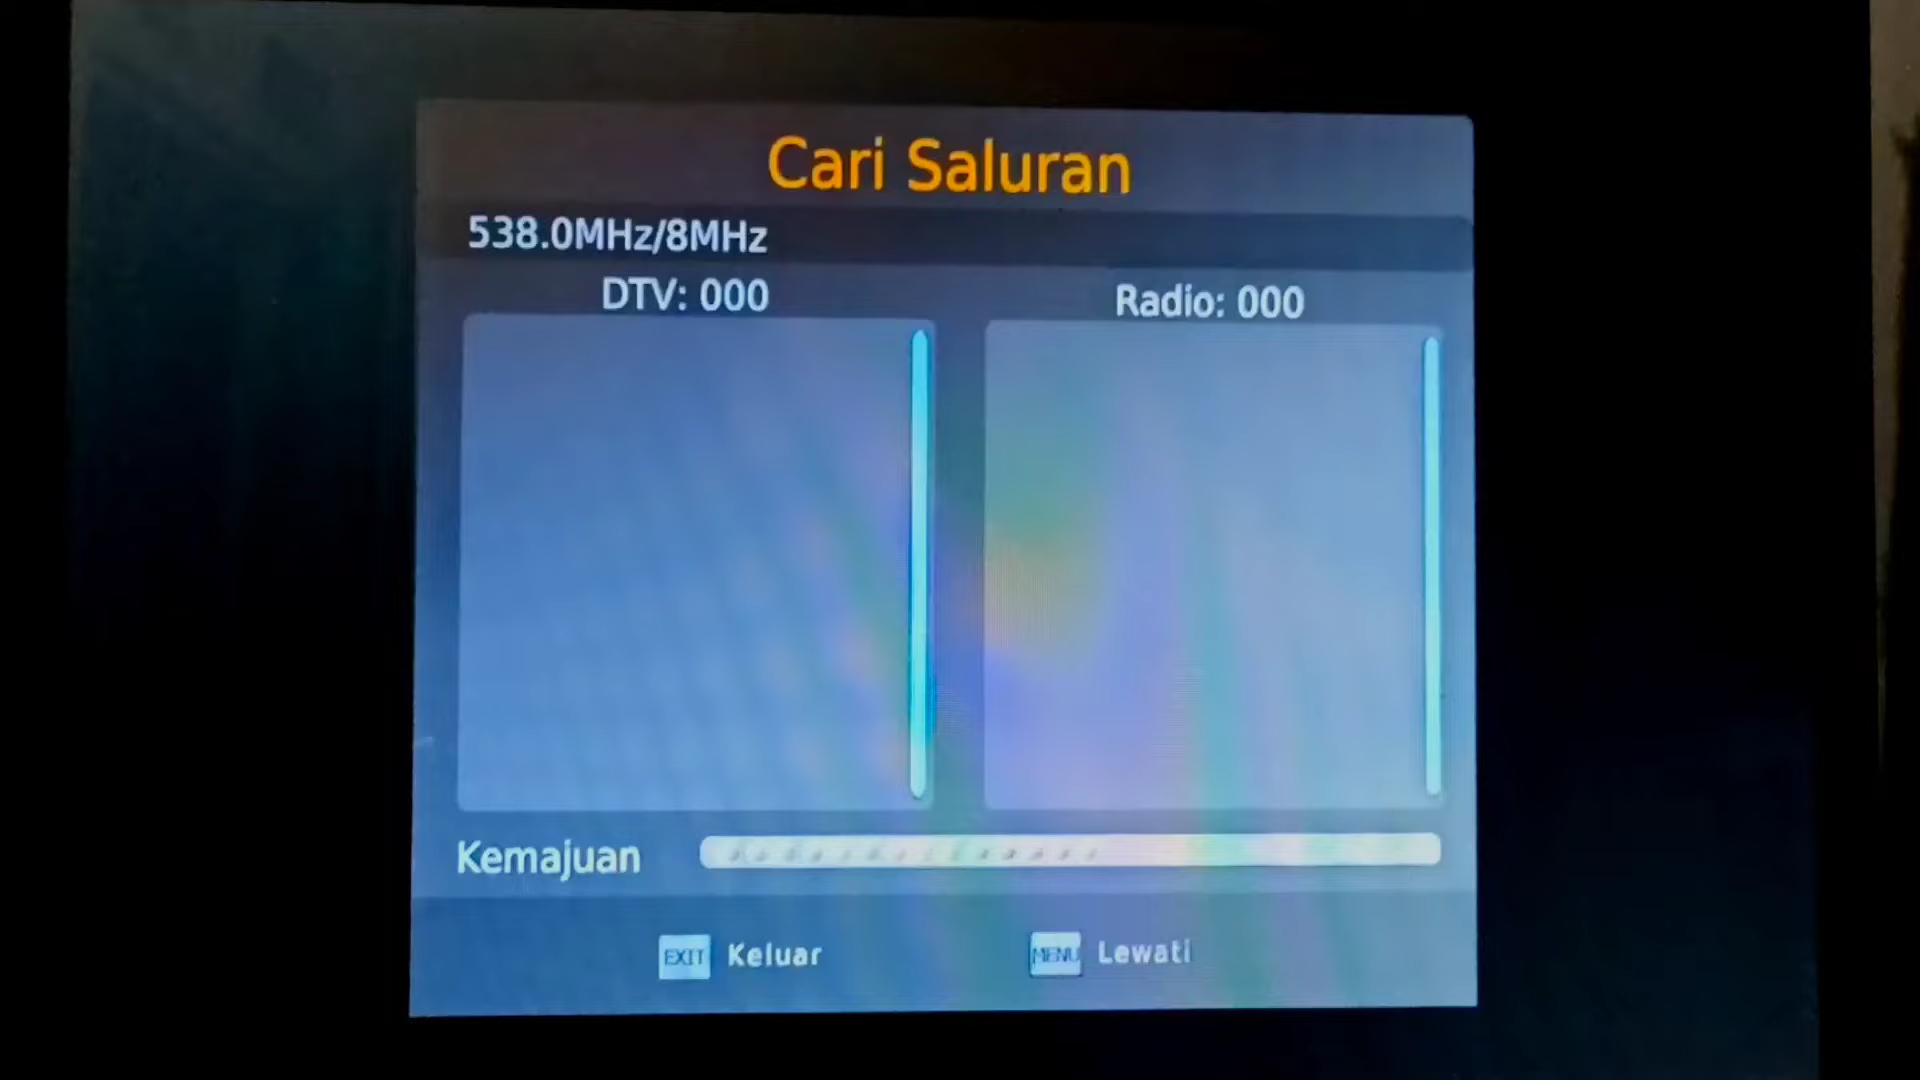 Cari Saluran
538.0MHz/8MHz
DTV: 000
Radio: 000
Kemajuan
EXIT Keluar
MENU Lewati